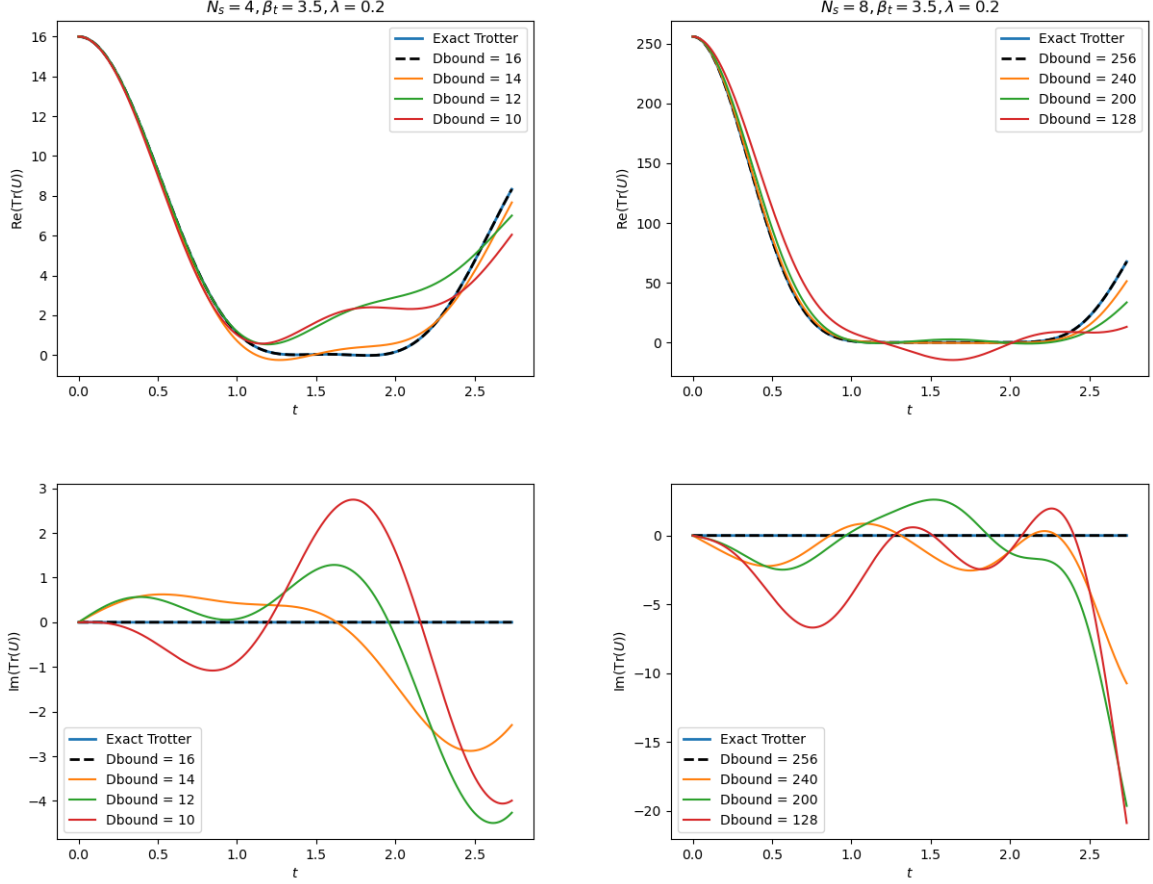 N_s = 4, β_t = 3.5, λ = 0.2
Re(Tr(U))
16
14
12
10
8
6
4
2
0
Exact Trotter
Dbound = 16
Dbound = 14
Dbound = 12
Dbound = 10
0.0 0.5 1.0 1.5 2.0 2.5
t
N_s = 8, β_t = 3.5, λ = 0.2
Re(Tr(U))
250
200
150
100
50
0
Exact Trotter
Dbound = 256
Dbound = 240
Dbound = 200
Dbound = 128
0.0 0.5 1.0 1.5 2.0 2.5
t
Im(Tr(U))
3
2
1
0
−1
−2
−3
−4
Exact Trotter
Dbound = 16
Dbound = 14
Dbound = 12
Dbound = 10
0.0 0.5 1.0 1.5 2.0 2.5
t
Im(Tr(U))
0
−5
−10
−15
−20
Exact Trotter
Dbound = 256
Dbound = 240
Dbound = 200
Dbound = 128
0.0 0.5 1.0 1.5 2.0 2.5
t